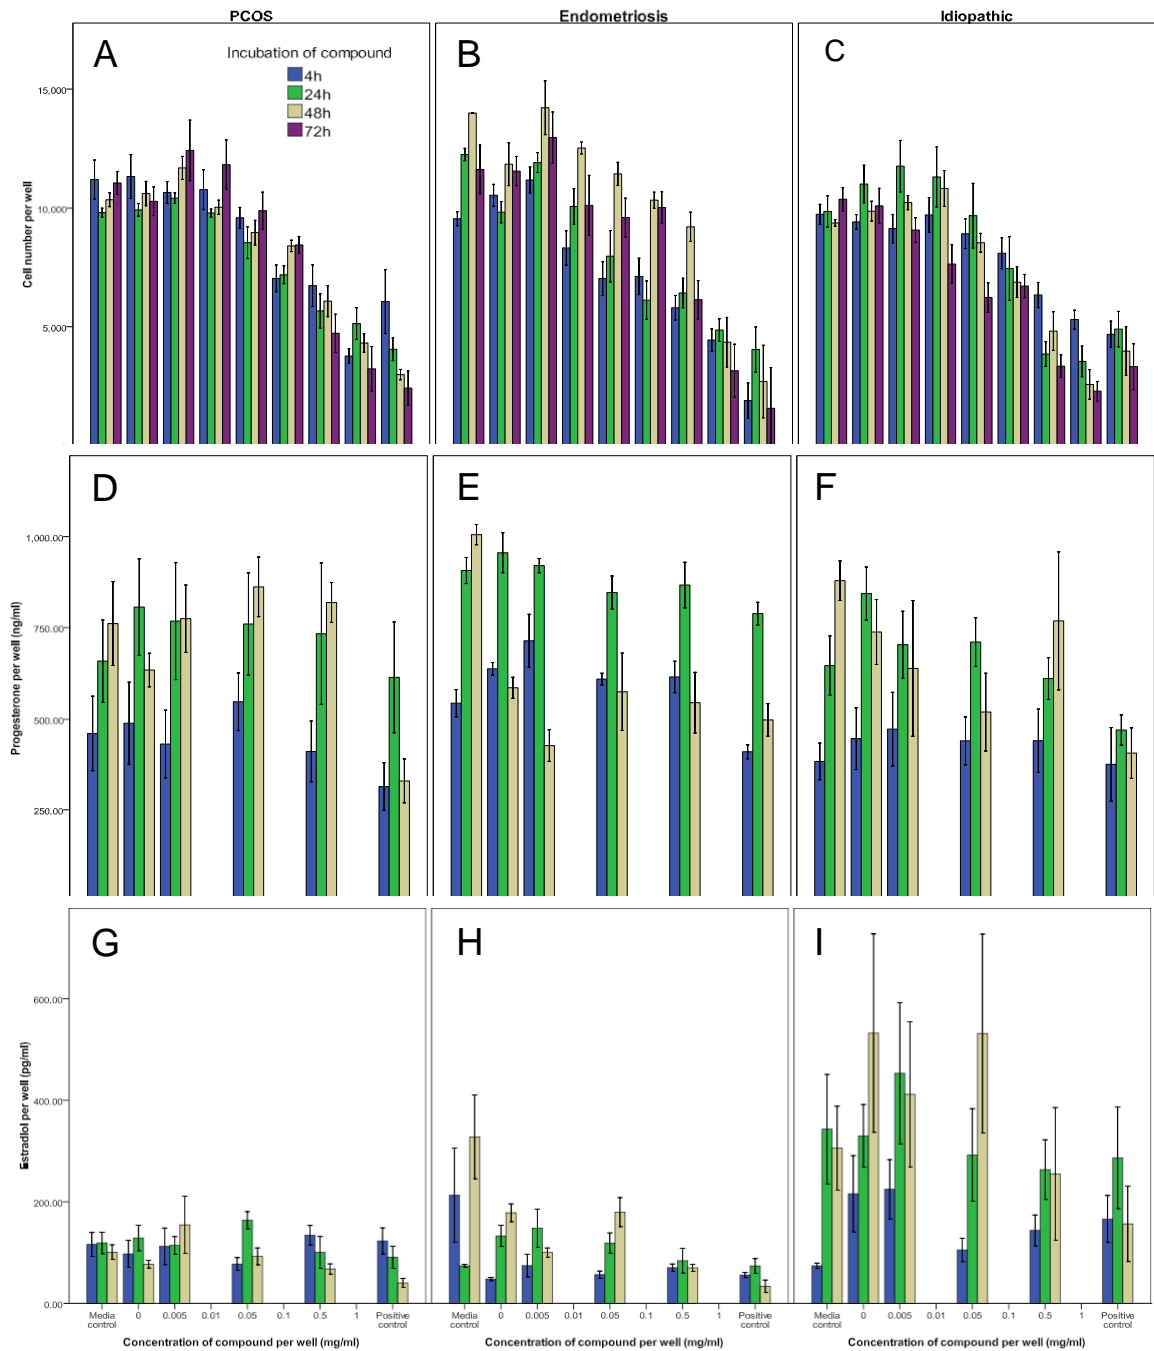 PCOS
Endometriosis
Idiopathic
A
B
C
Incubation of compound
4h
24h
48h
72h
15,000
10,000
5,000
Cell number per well
D
E
F
1,000.00
750.00
500.00
250.00
Progesterone per well (ng/ml)
G
H
I
600.00
400.00
200.00
0.00
Estradiol per well (pg/ml)
Media control 0 0.005 0.01 0.05 0.1 0.5 1 Positive control
Media control 0 0.005 0.01 0.05 0.1 0.5 1 Positive control
Media control 0 0.005 0.01 0.05 0.1 0.5 1 Positive control
Concentration of compound per well (mg/ml)
Concentration of compound per well (mg/ml)
Concentration of compound per well (mg/ml)